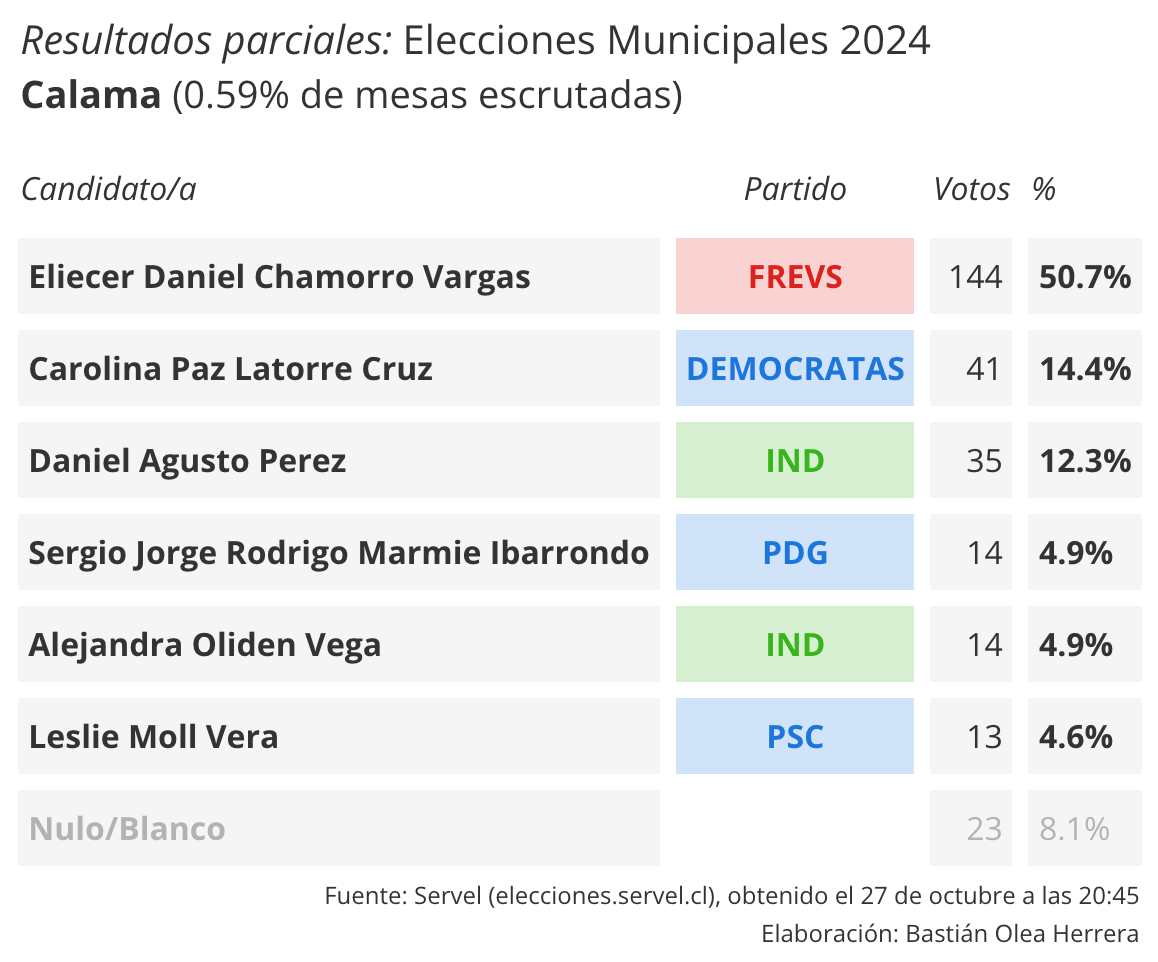 Resultados parciales: Elecciones Municipales 2024
Calama (0.59% de mesas escrutadas)
Candidato/a Partido Votos %
Eliecer Daniel Chamorro Vargas FREVS 144 50.7%
Carolina Paz Latorre Cruz DEMOCRATAS 41 14.4%
Daniel Agusto Perez IND 35 12.3%
Sergio Jorge Rodrigo Marmie Ibarrondo PDG 14 4.9%
Alejandra Oliden Vega IND 14 4.9%
Leslie Moll Vera PSC 13 4.6%
Nulo/Blanco 23 8.1%
Fuente: Servel (elecciones.servel.cl), obtenido el 27 de octubre a las 20:45
Elaboración: Bastián Olea Herrera